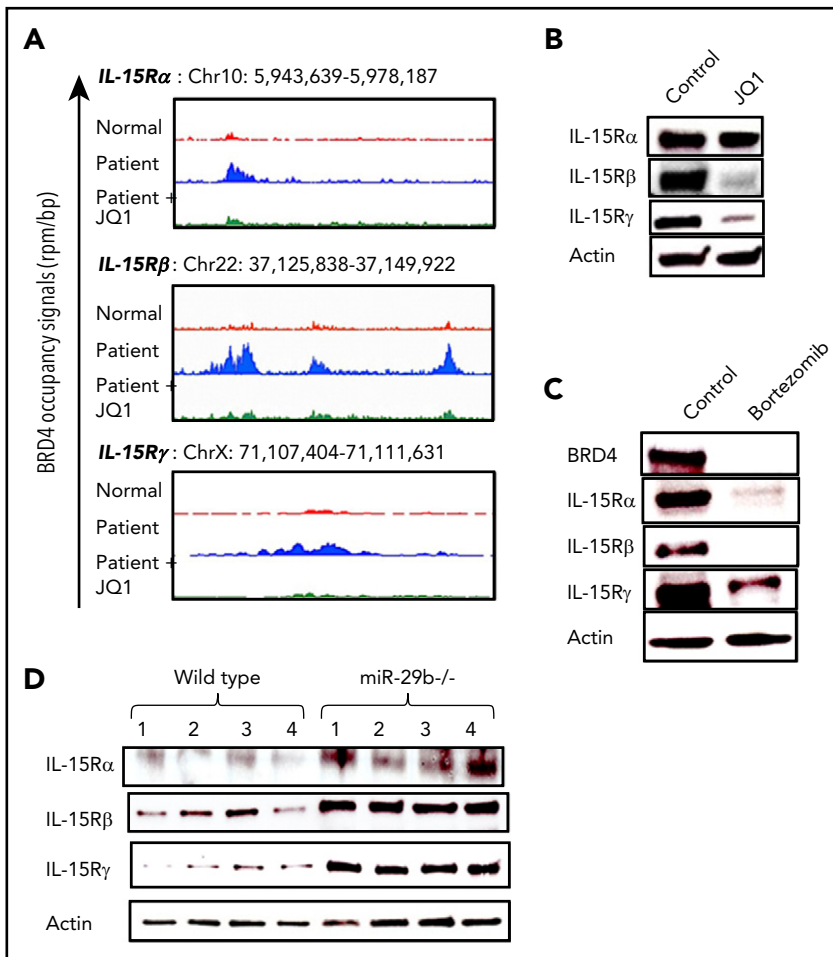 A
BRD4 occupancy signals (rpm/bp)
IL-15Rα : Chr10: 5,943,639-5,978,187
Normal
Patient
Patient +
JQ1
IL-15Rβ: Chr22: 37,125,838-37,149,922
Normal
Patient
Patient +
JQ1
IL-15Rγ: ChrX: 71,107,404-71,111,631
Normal
Patient
Patient +
JQ1
B
Control JQ1
IL-15Rα
IL-15Rβ
IL-15Rγ
Actin
C
Control Bortezomib
BRD4
IL-15Rα
IL-15Rβ
IL-15Rγ
Actin
D
Wild type miR-29b-/-
1 2 3 4 1 2 3 4
IL-15Rα
IL-15Rβ
IL-15Rγ
Actin